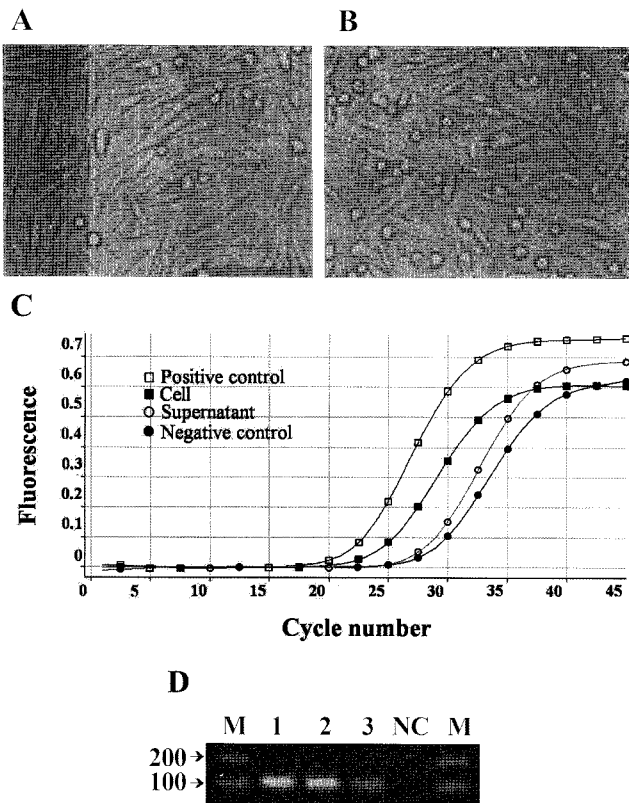 A
B
C
0.7
0.6
0.5
0.4
0.3
0.2
0.1
0
Fluorescence
Positive control
Cell
Supernatant
Negative control
0 5 10 15 20 25 30 35 40 45
Cycle number
D
M 1 2 3 NC M
200
100